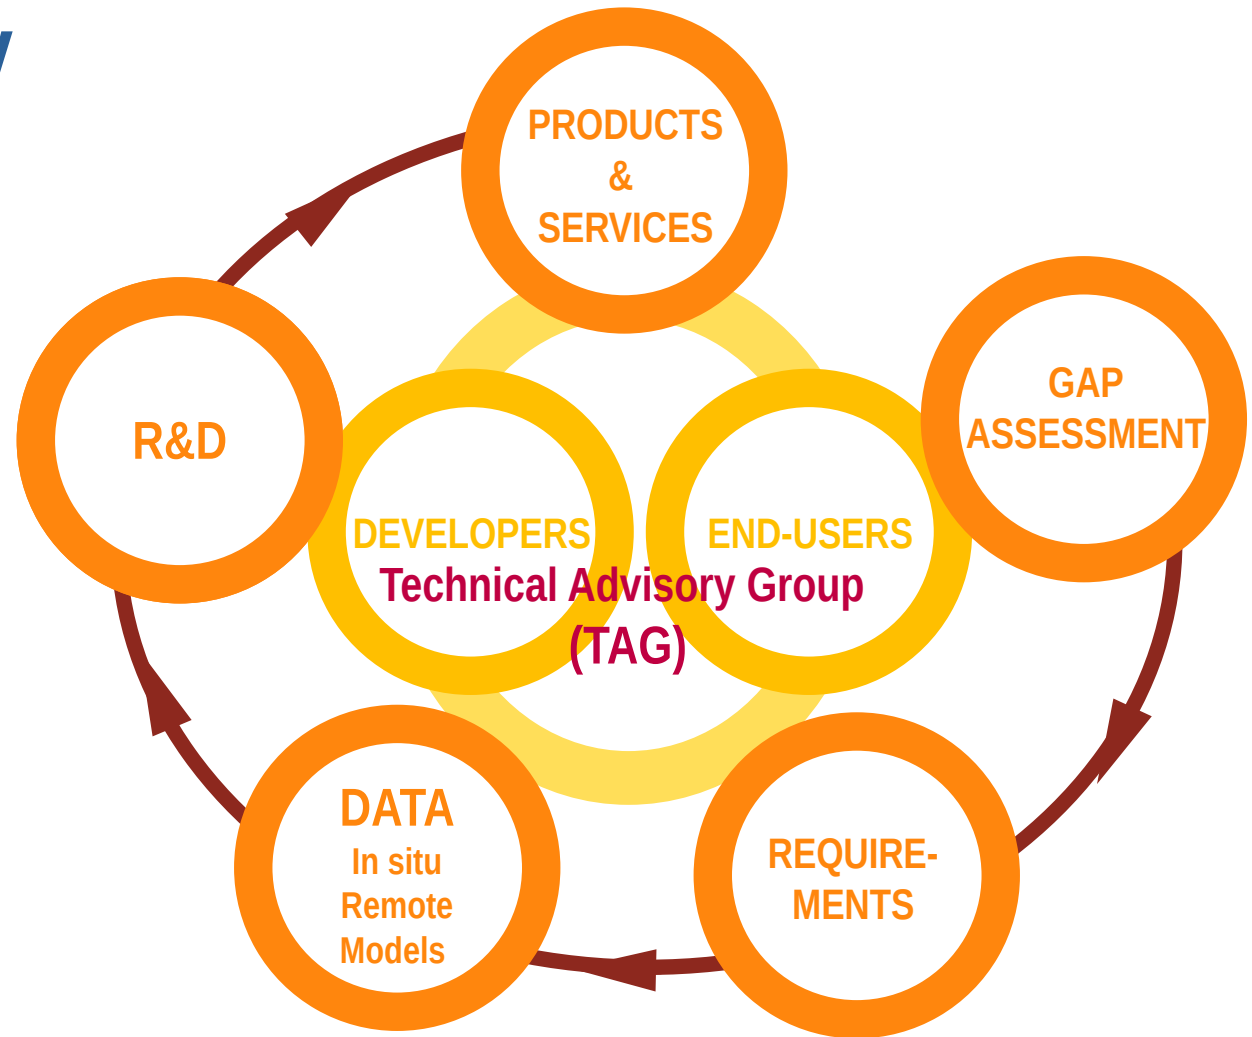 PRODUCTS
&
SERVICES
GAP
ASSESSMENT
R&D
DEVELOPERS
END-USERS
Technical Advisory Group
(TAG)
DATA
In situ
Remote
Models
REQUIRE-
MENTS